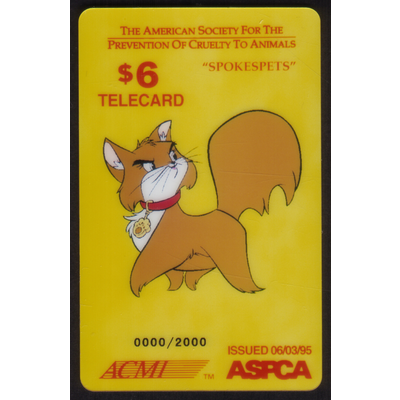 THE AMERICAN SOCIETY FOR THE
PREVENTION OF CRUELTY TO ANIMALS
$6
TELECARD
"SPOKESPETS"
0000/2000
ACMI TM
ISSUED 06/03/95
ASPCA